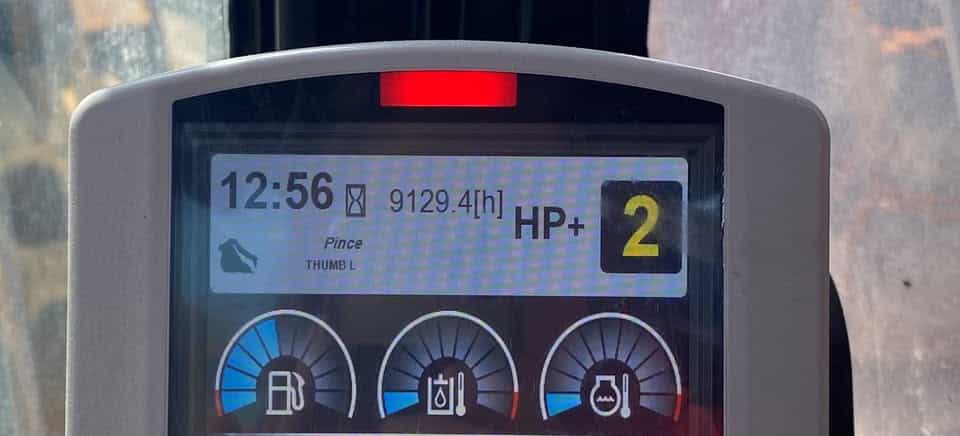 12:56 9129.4[h]
HP+ 2
Pince
THUMB L